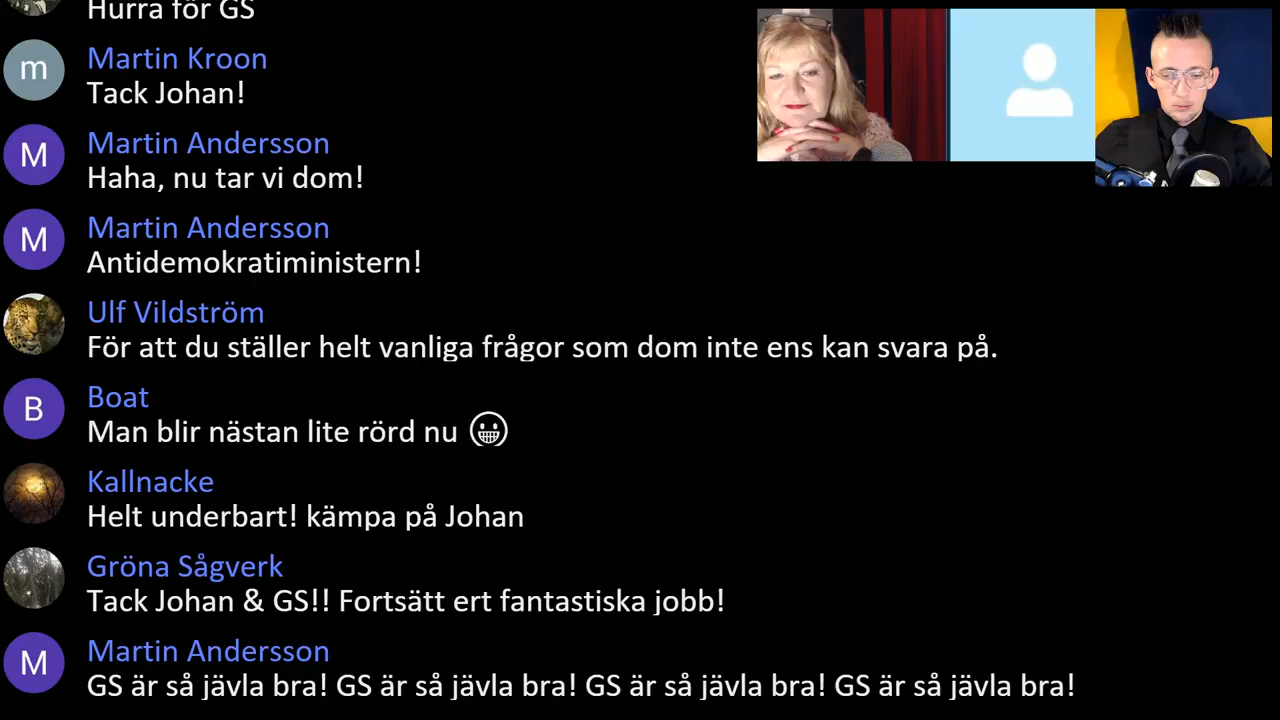 Hurra för GS
m
Martin Kroon
Tack Johan!
M
Martin Andersson
Haha, nu tar vi dom!
M
Martin Andersson
Antidemokratiministern!
Ulf Vildström
För att du ställer helt vanliga frågor som dom inte ens kan svara på.
B
Boat
Man blir nästan lite rörd nu 😀
Kallnacke
Helt underbart! kämpa på Johan
Gröna Sågverk
Tack Johan & GS!! Fortsätt ert fantastiska jobb!
M
Martin Andersson
GS är så jävla bra! GS är så jävla bra! GS är så jävla bra! GS är så jävla bra!